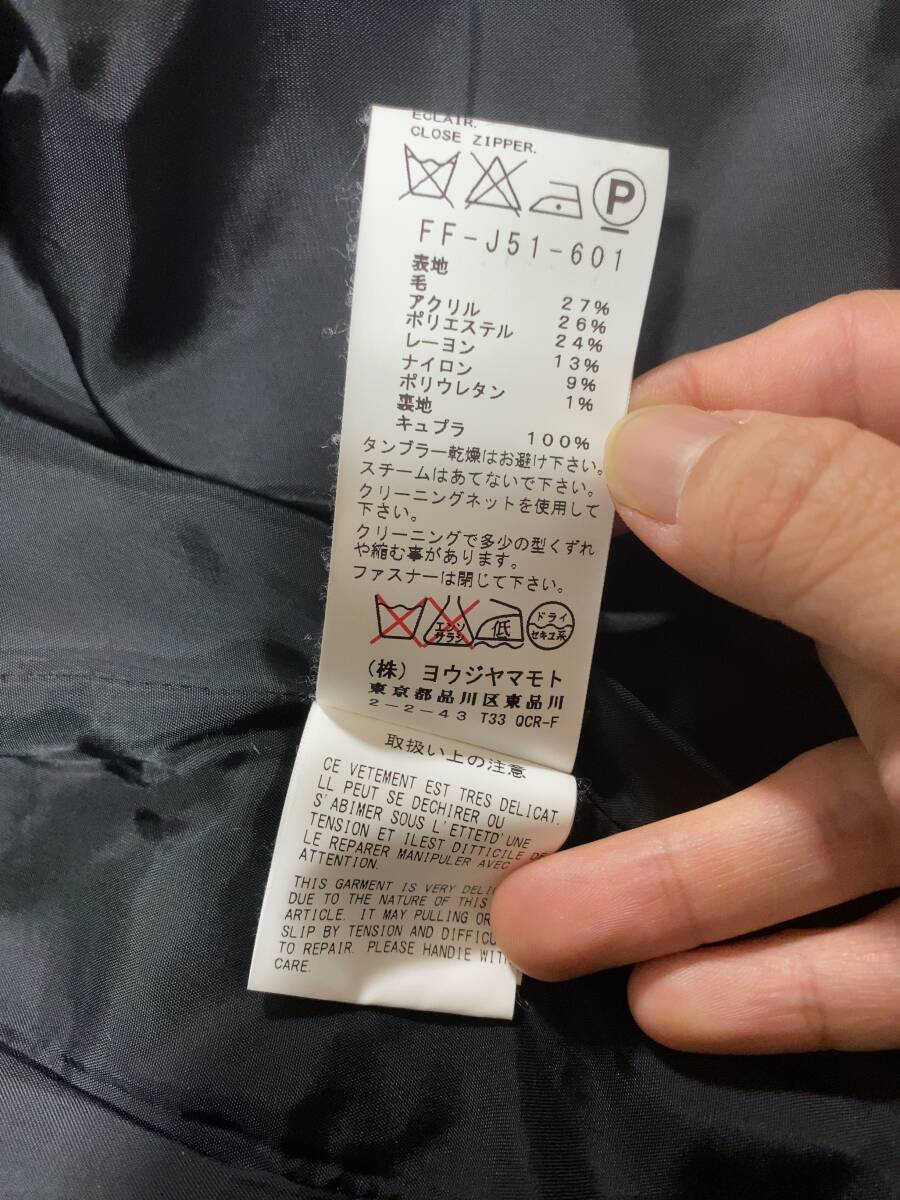 ECLAIR.
CLOSE ZIPPER.
P
FF-J51-601
表地
毛 27%
アクリル 26%
ポリエステル 24%
レーヨン 13%
ナイロン 9%
ポリウレタン 1%
裏地
キュプラ 100%
タンブラー乾燥はお避け下さい。
スチームはあてないで下さい。
クリーニングネットを使用して
下さい。
クリーニングで多少の型くずれ
や縮む事があります。
ファスナーは閉じて下さい。
エンソ
サラシ
低
ドライ
セキユ系
(株) ヨウジヤマモト
東京都品川区東品川
2-2-43 T33 QCR-F
取扱い上の注意
CE VETEMENT EST TRES DELICAT.
LL PEUT SE DECHIRER OU
S'ABIMER SOUS L'ETTETD'UNE
TENSION ET ILEST DITTICILE DE
LE REPARER MANIPULER AVEC
ATTENTION.
THIS GARMENT IS VERY DELIC
DUE TO THE NATURE OF THIS
ARTICLE. IT MAY PULLING OR
SLIP BY TENSION AND DIFFICU
TO REPAIR. PLEASE HANDIE WITH
CARE.